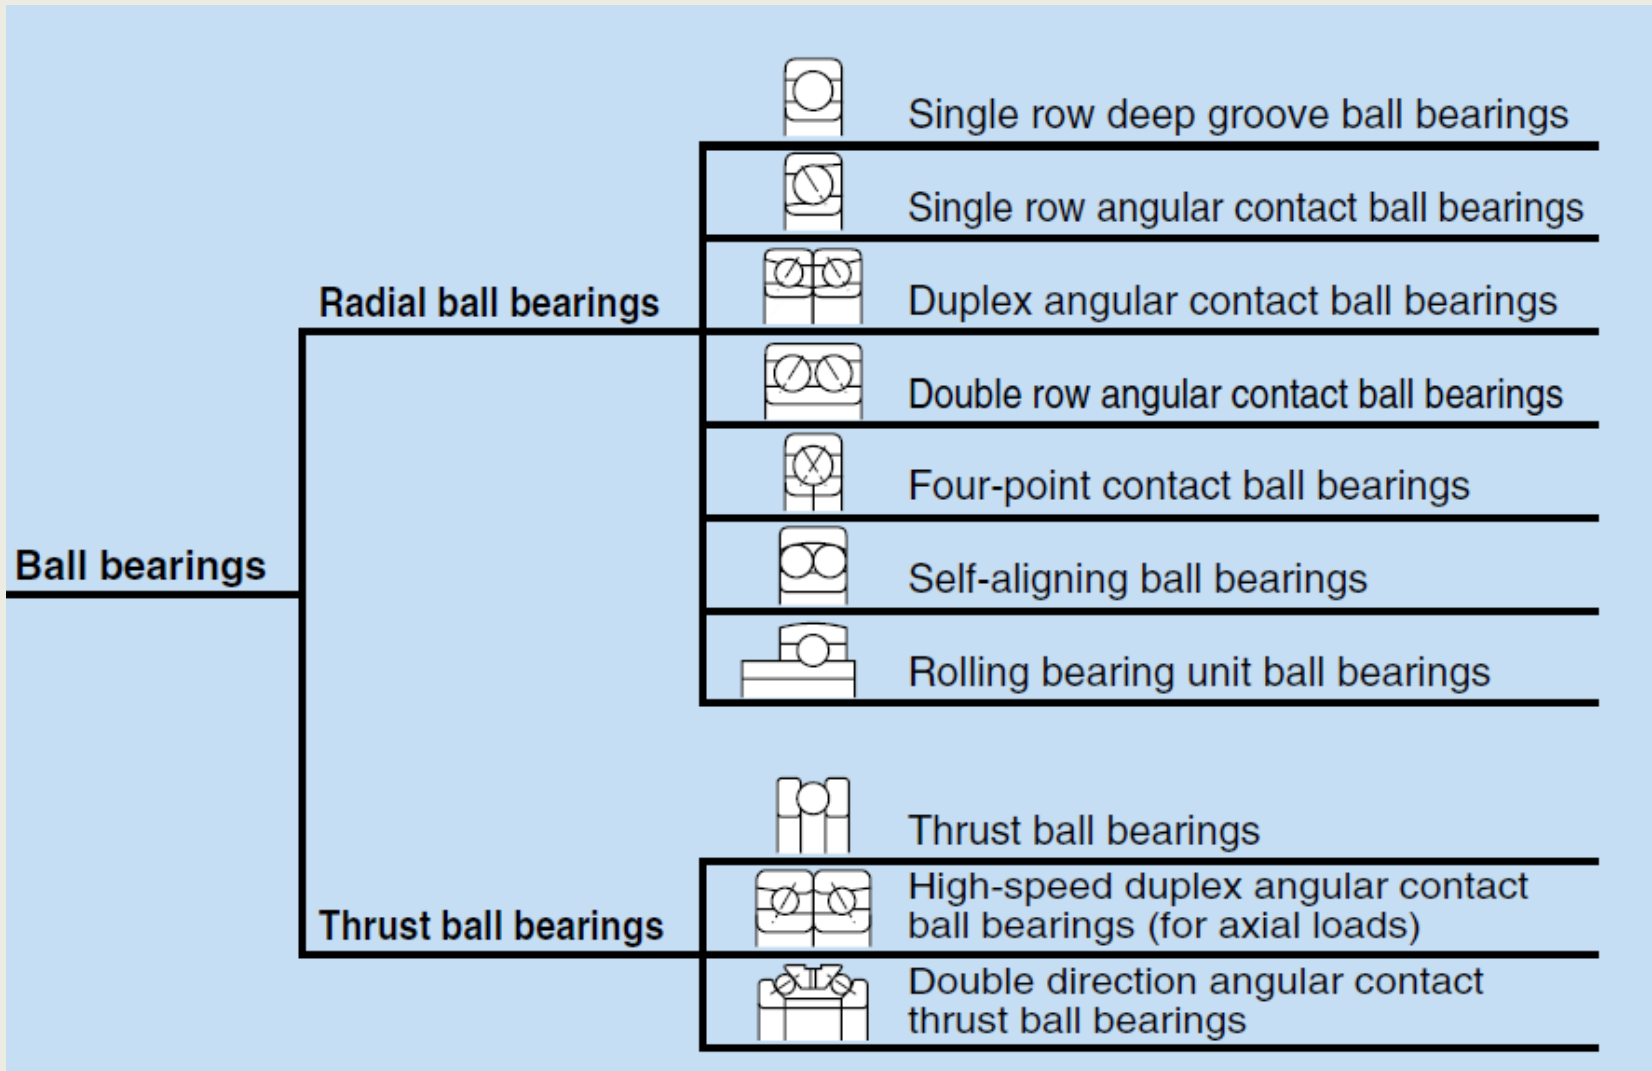 Single row deep groove ball bearings
Single row angular contact ball bearings
Duplex angular contact ball bearings
Radial ball bearings
Double row angular contact ball bearings
Four-point contact ball bearings
Ball bearings
Self-aligning ball bearings
Rolling bearing unit ball bearings
Thrust ball bearings
High-speed duplex angular contact
ball bearings (for axial loads)
Thrust ball bearings
Double direction angular contact
thrust ball bearings